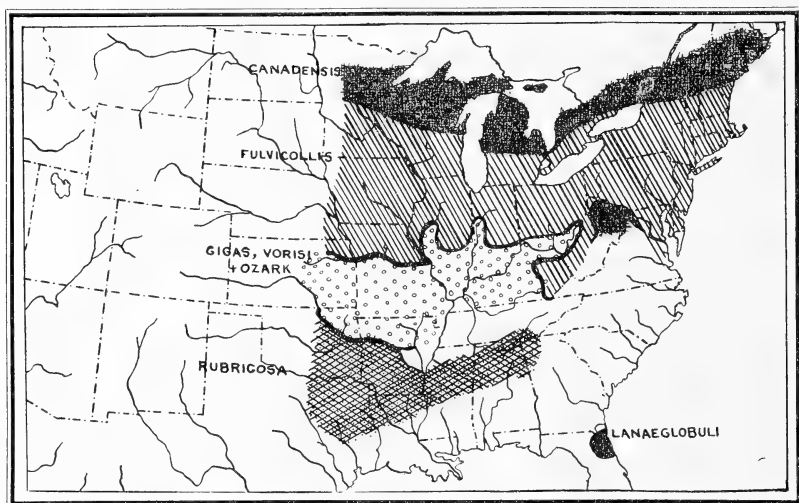 CANADENSIS
FULVICOLLIS
GIGAS, VORISI
+ OZARK
RUBRICOSA
LANAEGLOBULI